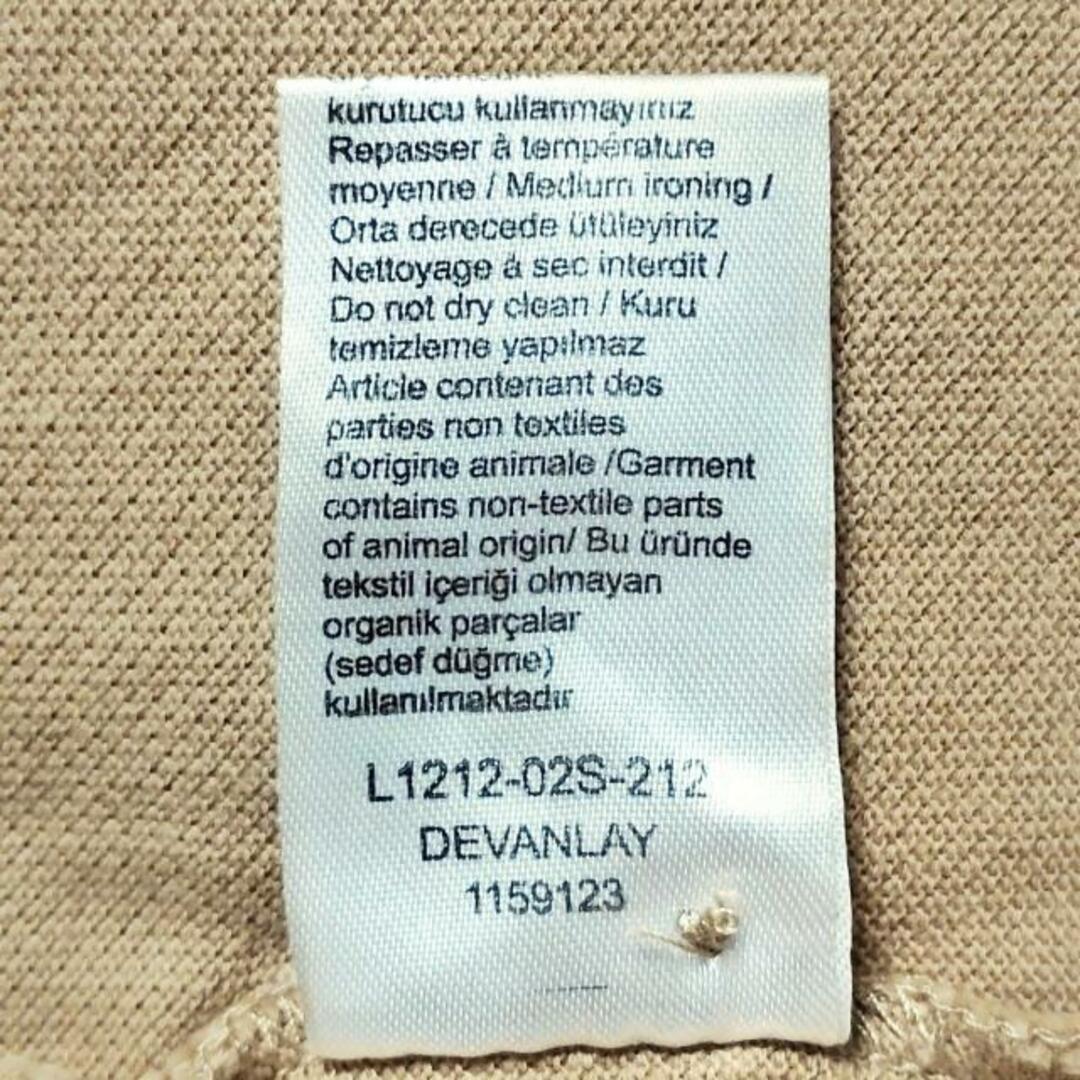 kurutucu kullanmayınız
Repasser à température
moyenne / Medium ironing /
Orta derecede ütüleyiniz
Nettoyage à sec interdit /
Do not dry clean / Kuru
temizleme yapılmaz
Article contenant des
parties non textiles
d'origine animale /Garment
contains non-textile parts
of animal origin/ Bu üründe
tekstil içeriği olmayan
organik parçalar
(sedef düğme)
kullanılmaktadır
L1212-02S-212
DEVANLAY
1159123